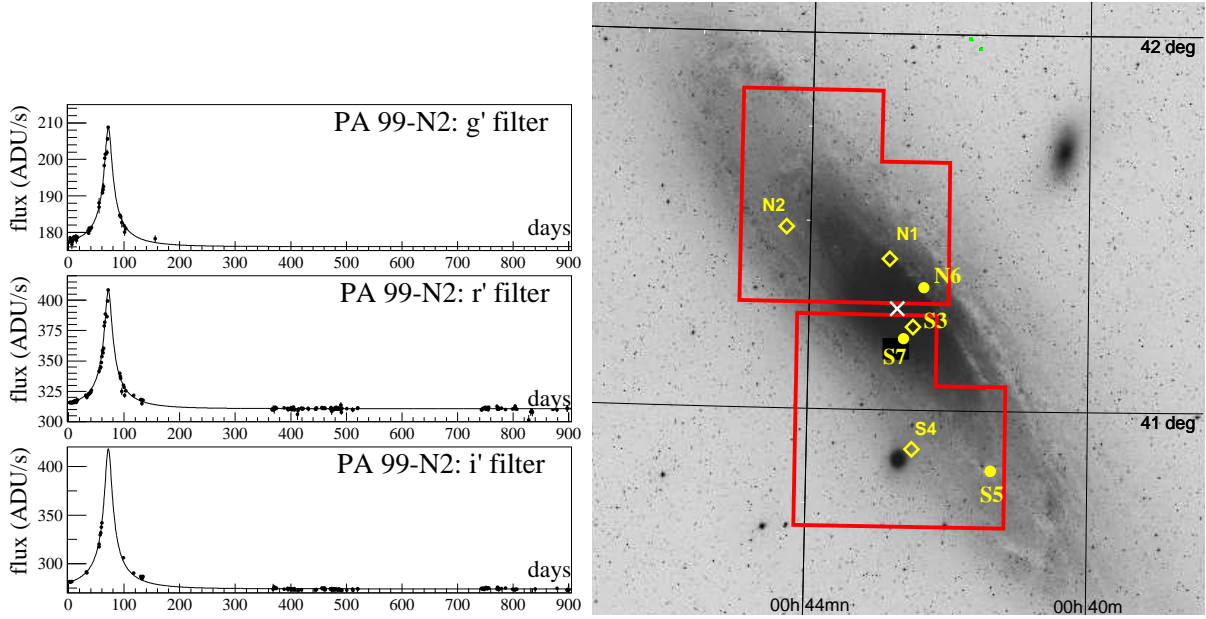 PA 99-N2: g' filter
flux (ADU/s)
210
200
190
180
days
0 100 200 300 400 500 600 700 800 900
PA 99-N2: r' filter
flux (ADU/s)
400
375
350
325
300
days
0 100 200 300 400 500 600 700 800 900
PA 99-N2: i' filter
flux (ADU/s)
400
350
300
days
0 100 200 300 400 500 600 700 800 900
42 deg
N2
N1
N6
S3
S7
41 deg
S4
S5
00h 44mn
00h 40m